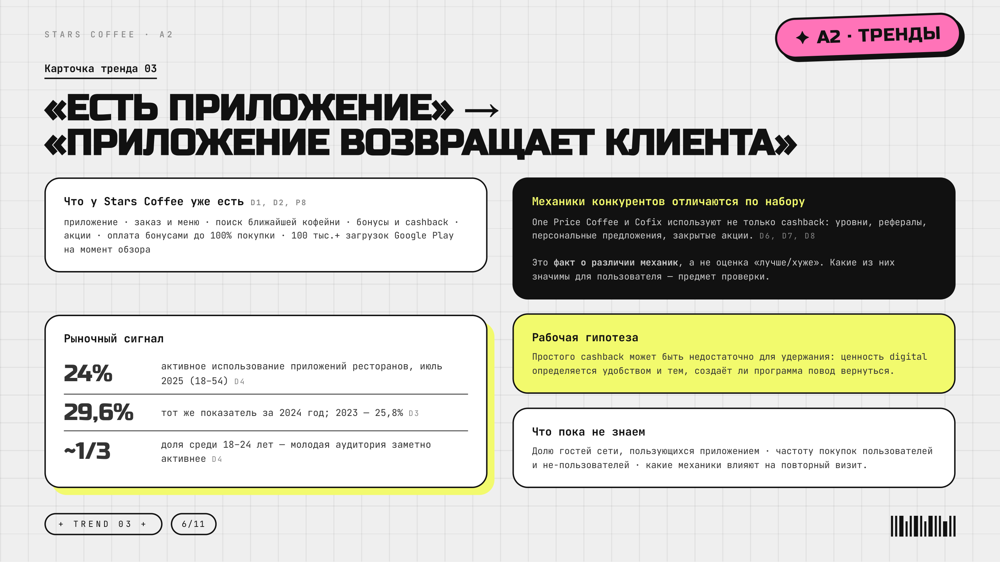 STARS COFFEE · A2
✦ А2 · ТРЕНДЫ
Карточка тренда 03
«ЕСТЬ ПРИЛОЖЕНИЕ» →
«ПРИЛОЖЕНИЕ ВОЗВРАЩАЕТ КЛИЕНТА»
Что у Stars Coffee уже есть D1, D2, P8
приложение · заказ и меню · поиск ближайшей кофейни · бонусы и cashback ·
акции · оплата бонусами до 100% покупки · 100 тыс.+ загрузок Google Play
на момент обзора
Рыночный сигнал
24%
активное использование приложений ресторанов, июль
2025 (18–54) D4
29,6%
тот же показатель за 2024 год; 2023 — 25,8% D3
~1/3
доля среди 18–24 лет — молодая аудитория заметно
активнее D4
Механики конкурентов отличаются по набору
One Price Coffee и Cofix используют не только cashback: уровни, рефералы,
персональные предложения, закрытые акции. D6, D7, D8
Это факт о различии механик, а не оценка «лучше/хуже». Какие из них
значимы для пользователя — предмет проверки.
Рабочая гипотеза
Простого cashback может быть недостаточно для удержания: ценность digital
определяется удобством и тем, создаёт ли программа повод вернуться.
Что пока не знаем
Долю гостей сети, пользующихся приложением · частоту покупок пользователей
и не-пользователей · какие механики влияют на повторный визит.
+ TREND 03 +
6/11